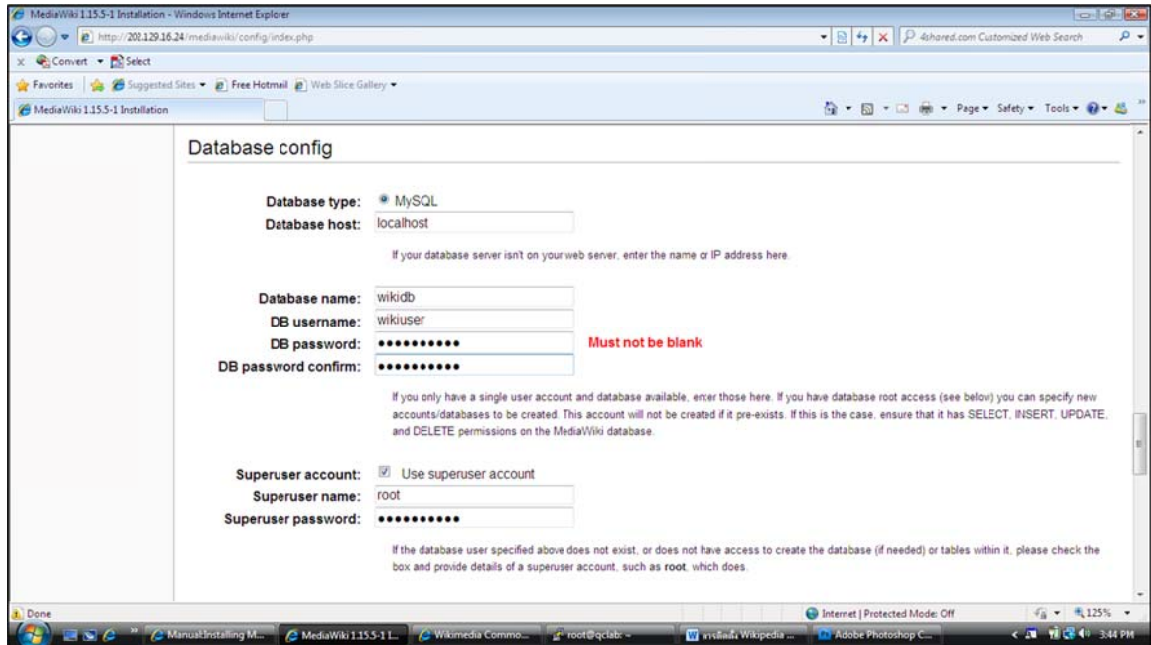 MediaWiki 1.15.5-1 Installation - Windows Internet Explorer
http://202.129.16.24/mediawiki/config/index.php
4shared.com Customized Web Search
x Convert Select
Favorites Suggested Sites Free Hotmail Web Slice Gallery
MediaWiki 1.15.5-1 Installation
Page Safety Tools
Database config
Database type: MySQL
Database host: localhost
If your database server isn't on your web server, enter the name or IP address here.
Database name: wikidb
DB username: wikiuser
DB password: ●●●●●●●●●● Must not be blank
DB password confirm: ●●●●●●●●●●
If you only have a single user account and database available, enter those here. If you have database root access (see below) you can specify new
accounts/databases to be created. This account will not be created if it pre-exists. If this is the case, ensure that it has SELECT, INSERT, UPDATE,
and DELETE permissions on the MediaWiki database.
Superuser account: Use superuser account
Superuser name: root
Superuser password: ●●●●●●●●●●
If the database user specified above does not exist, or does not have access to create the database (if needed) or tables within it, please check the
box and provide details of a superuser account, such as root, which does.
Done Internet | Protected Mode: Off 125%
Manual:Installing M... MediaWiki 1.15.5-1 I... Wikimedia Commo... root@qclab: ~ การติดตั้ง Wikipedia ... Adobe Photoshop C... 3:44 PM